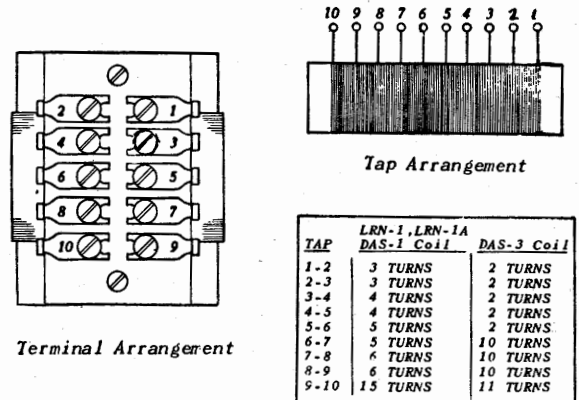 10 9 8 7 6 5 4 3 2 1
Tap Arrangement
2 1
4 3
6 5
8 7
10 9
Terminal Arrangement
LRN-1, LRN-1A
TAP DAS-1 Coil DAS-3 Coil
1-2 3 TURNS 2 TURNS
2-3 3 TURNS 2 TURNS
3-4 4 TURNS 2 TURNS
4-5 4 TURNS 2 TURNS
5-6 5 TURNS 2 TURNS
6-7 5 TURNS 10 TURNS
7-8 6 TURNS 10 TURNS
8-9 6 TURNS 10 TURNS
9-10 15 TURNS 11 TURNS